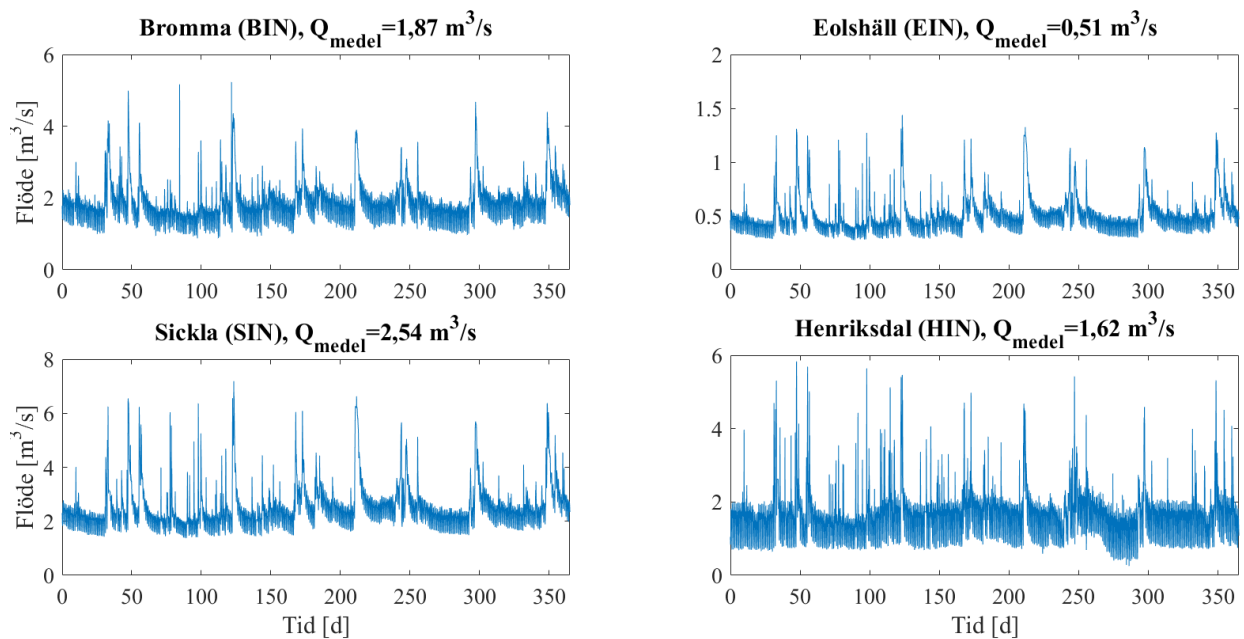 Bromma (BIN), Q_medel=1,87 m³/s
Flöde [m³/s]
6
4
2
0
0 50 100 150 200 250 300 350
Eolshäll (EIN), Q_medel=0,51 m³/s
2
1.5
1
0.5
0
0 50 100 150 200 250 300 350
Sickla (SIN), Q_medel=2,54 m³/s
Flöde [m³/s]
8
6
4
2
0
0 50 100 150 200 250 300 350
Tid [d]
Henriksdal (HIN), Q_medel=1,62 m³/s
6
4
2
0
0 50 100 150 200 250 300 350
Tid [d]